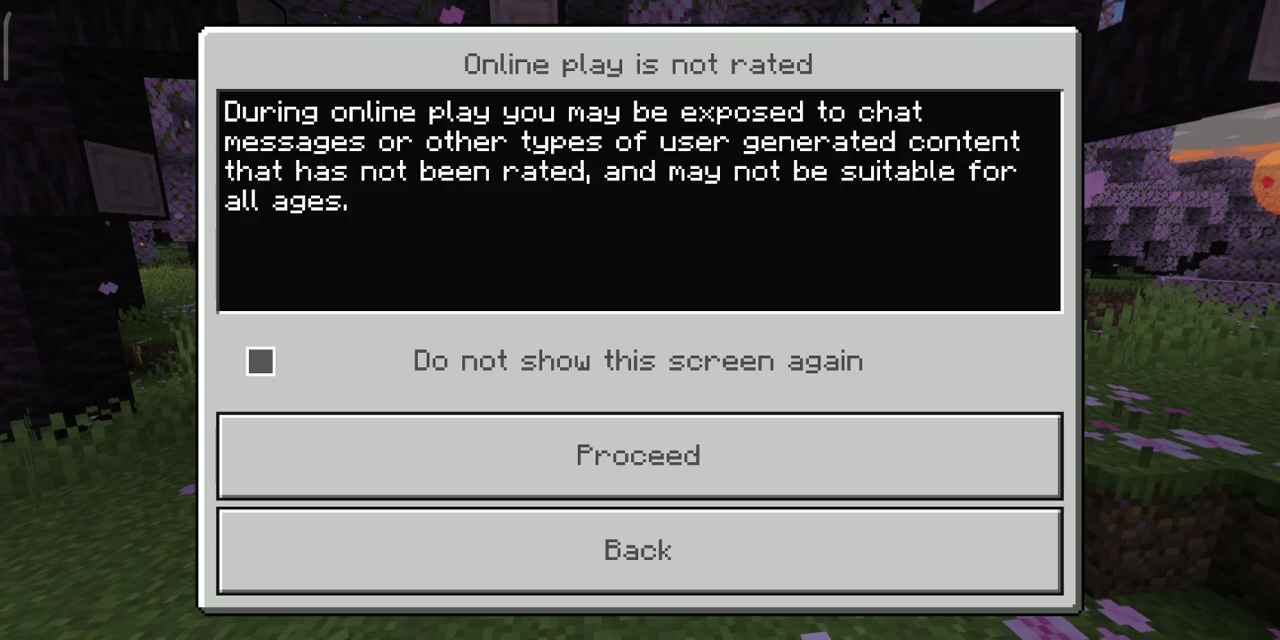 Online play is not rated
During online play you may be exposed to chat
messages or other types of user generated content
that has not been rated, and may not be suitable for
all ages.
Do not show this screen again
Proceed
Back